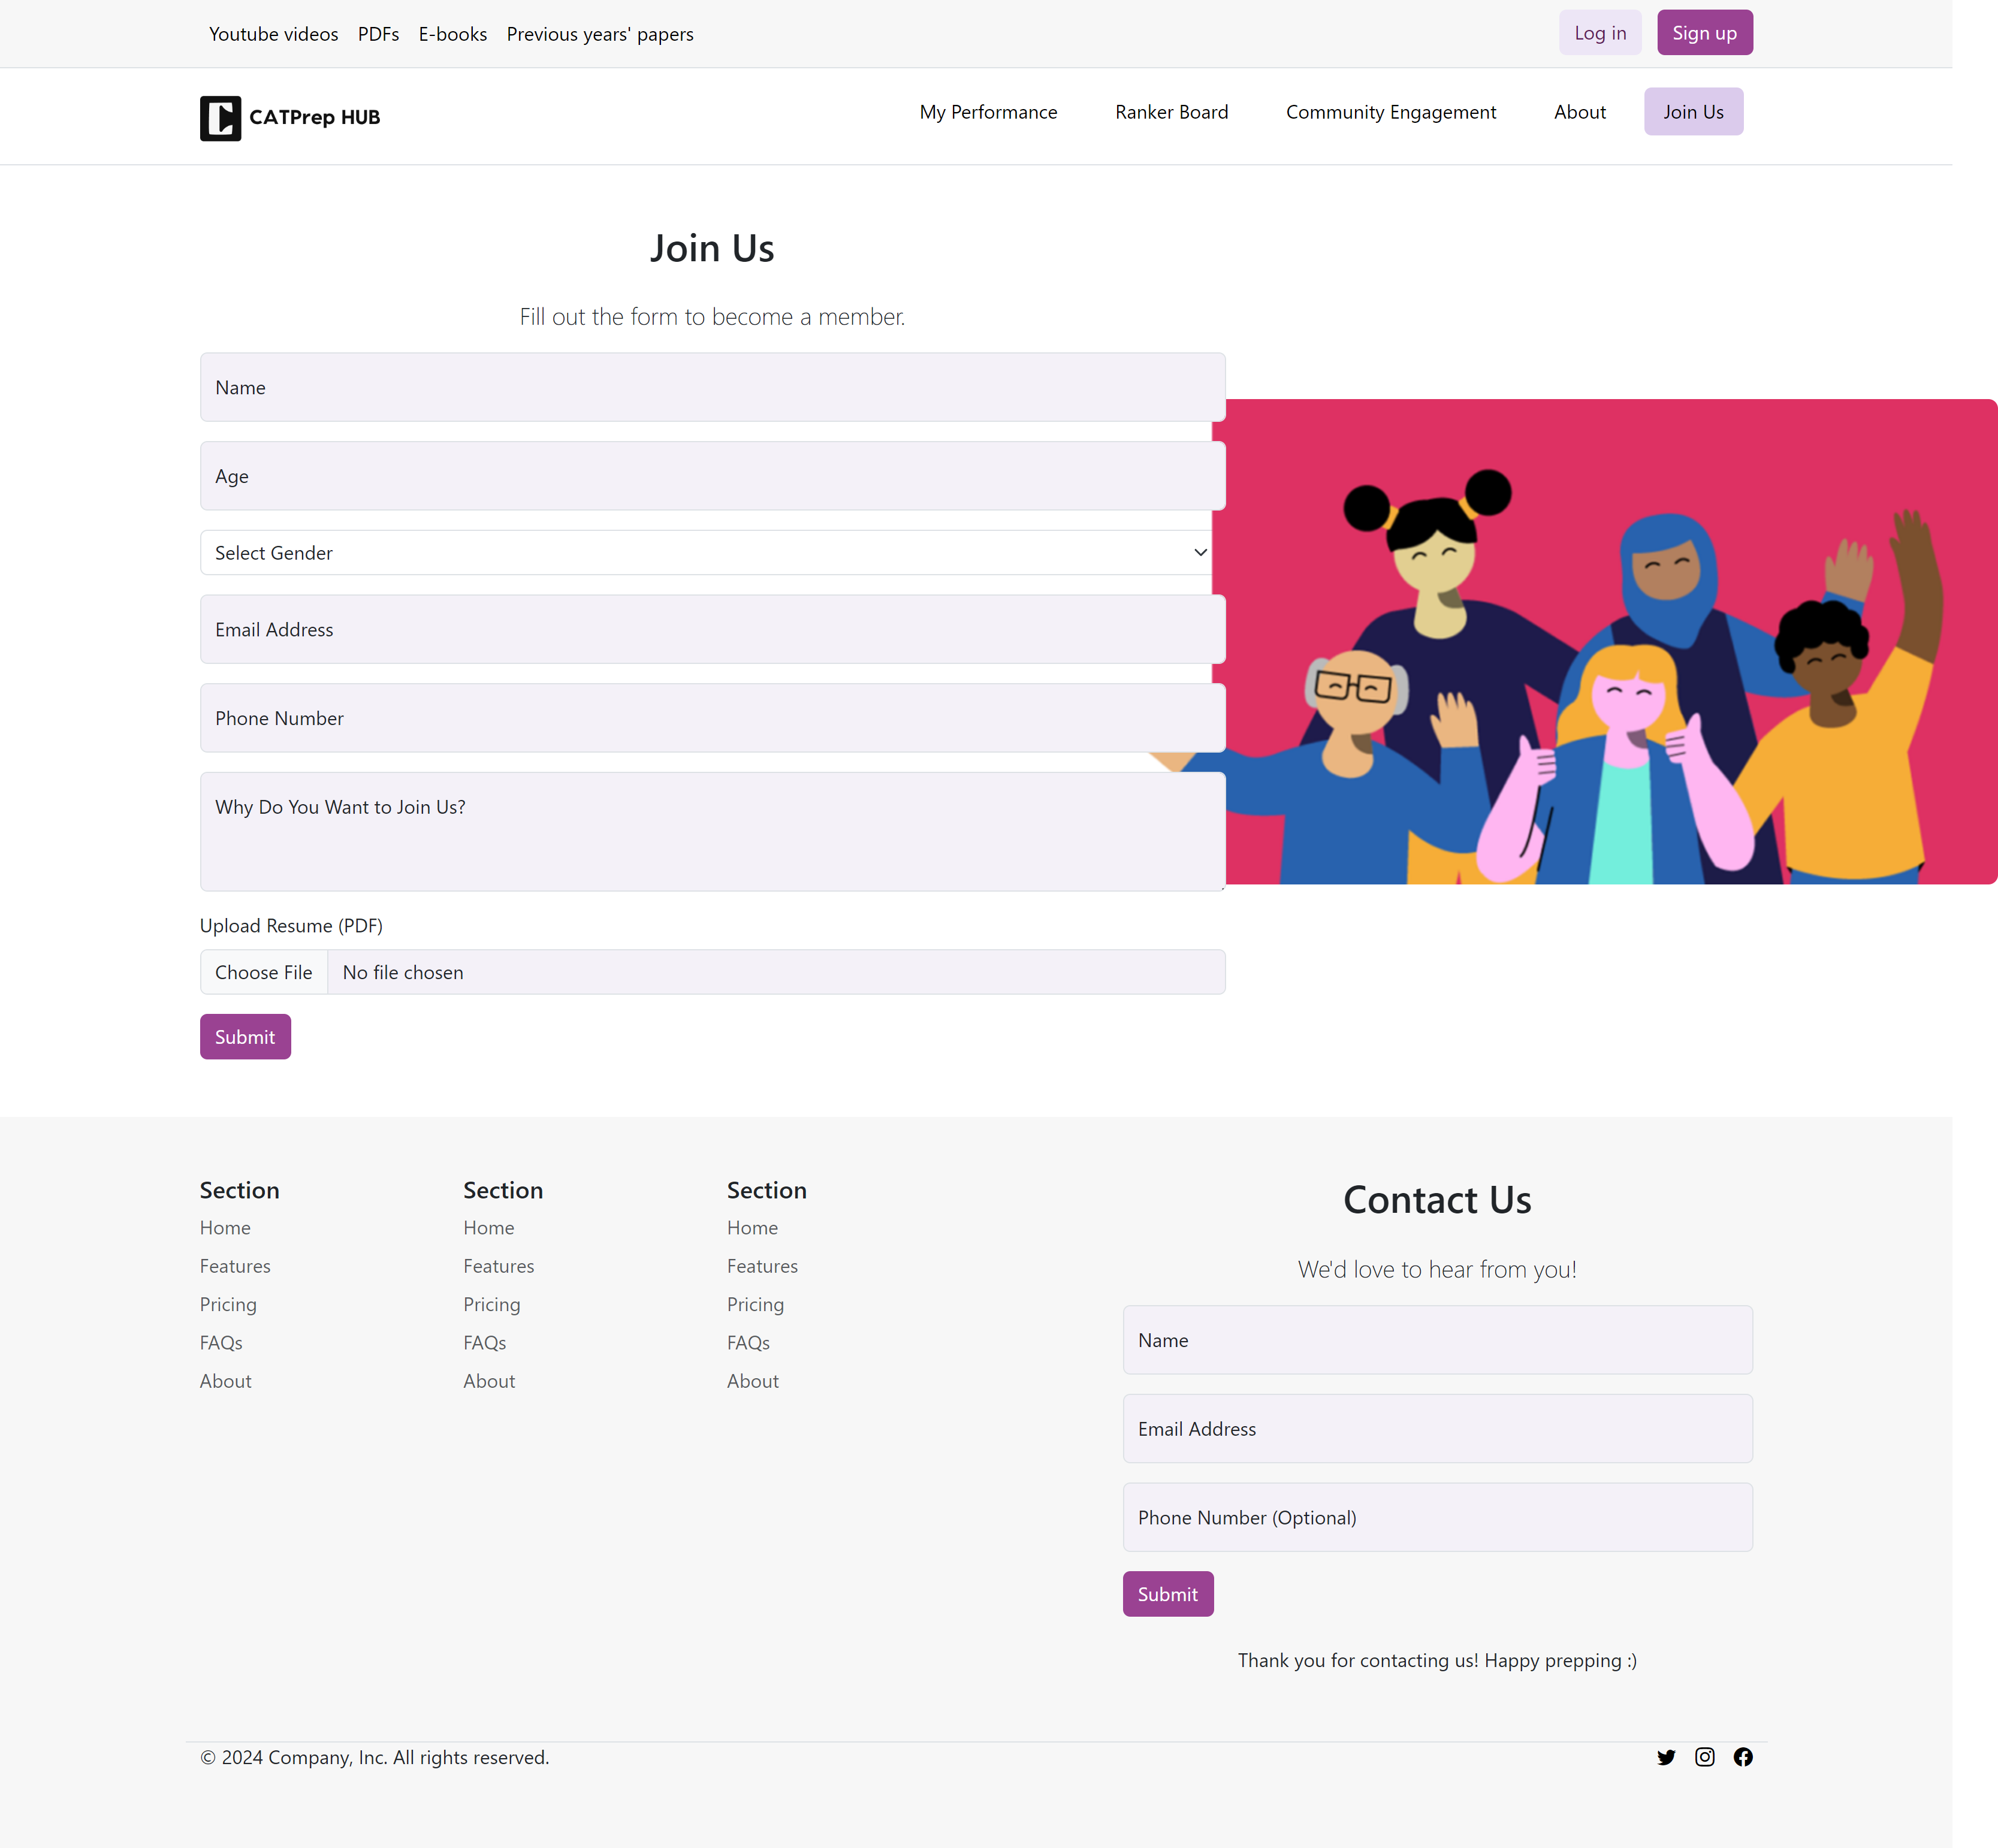 Youtube videos PDFs E-books Previous years' papers Log in Sign up
CATPrep HUB My Performance Ranker Board Community Engagement About Join Us
Join Us
Fill out the form to become a member.
Name
Age
Select Gender
Email Address
Phone Number
Why Do You Want to Join Us?
Upload Resume (PDF)
Choose File No file chosen
Submit
Section
Home
Features
Pricing
FAQs
About
Section
Home
Features
Pricing
FAQs
About
Section
Home
Features
Pricing
FAQs
About
Contact Us
We'd love to hear from you!
Name
Email Address
Phone Number (Optional)
Submit
Thank you for contacting us! Happy prepping :)
© 2024 Company, Inc. All rights reserved.